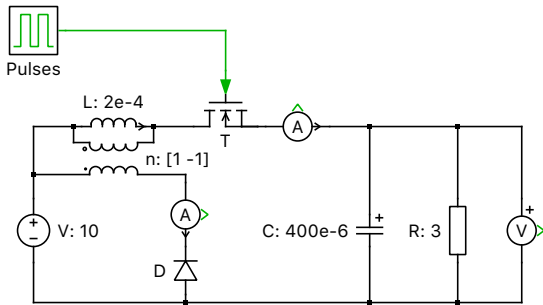 Pulses
L: 2e-4
T
A
n: [1 -1]
A
V: 10
D
C: 400e-6
R: 3
V